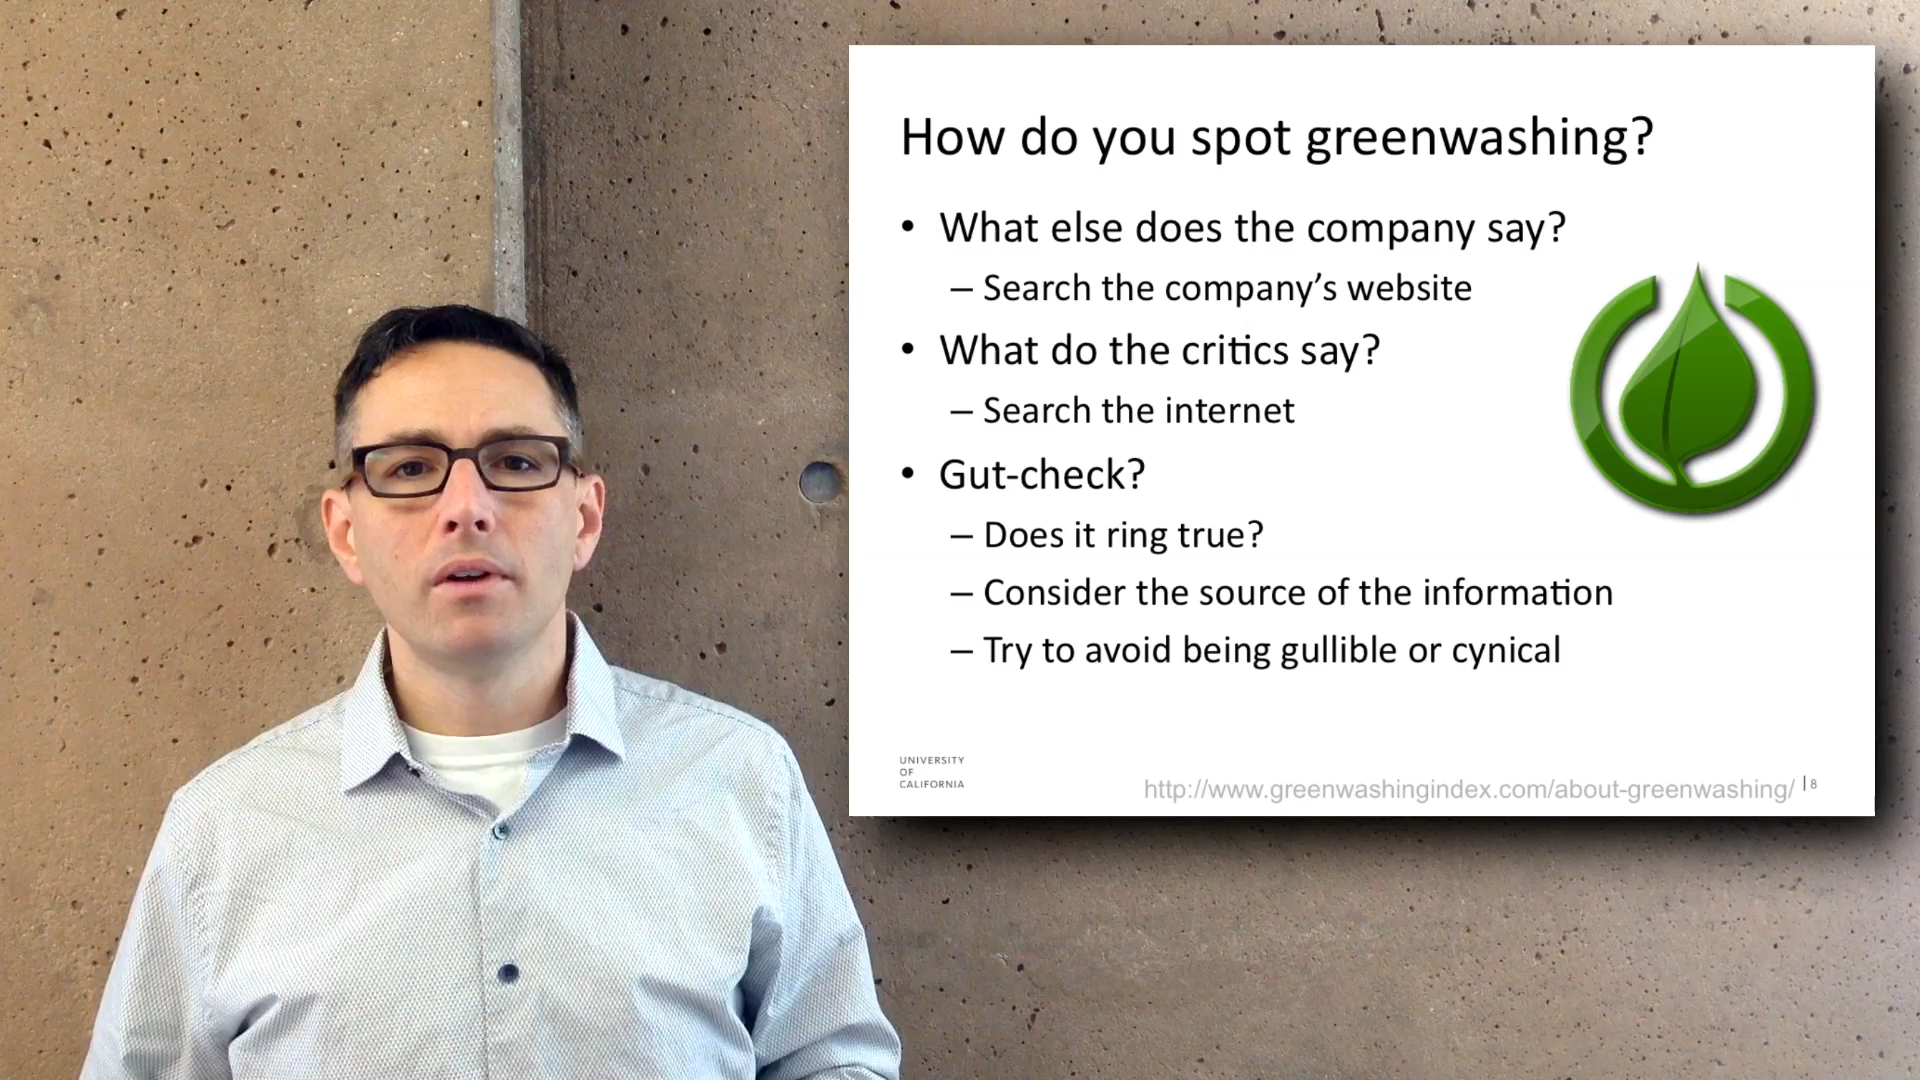 How do you spot greenwashing?
• What else does the company say?
– Search the company’s website
• What do the critics say?
– Search the internet
• Gut-check?
– Does it ring true?
– Consider the source of the information
– Try to avoid being gullible or cynical
UNIVERSITY
OF
CALIFORNIA
http://www.greenwashingindex.com/about-greenwashing/ | 8